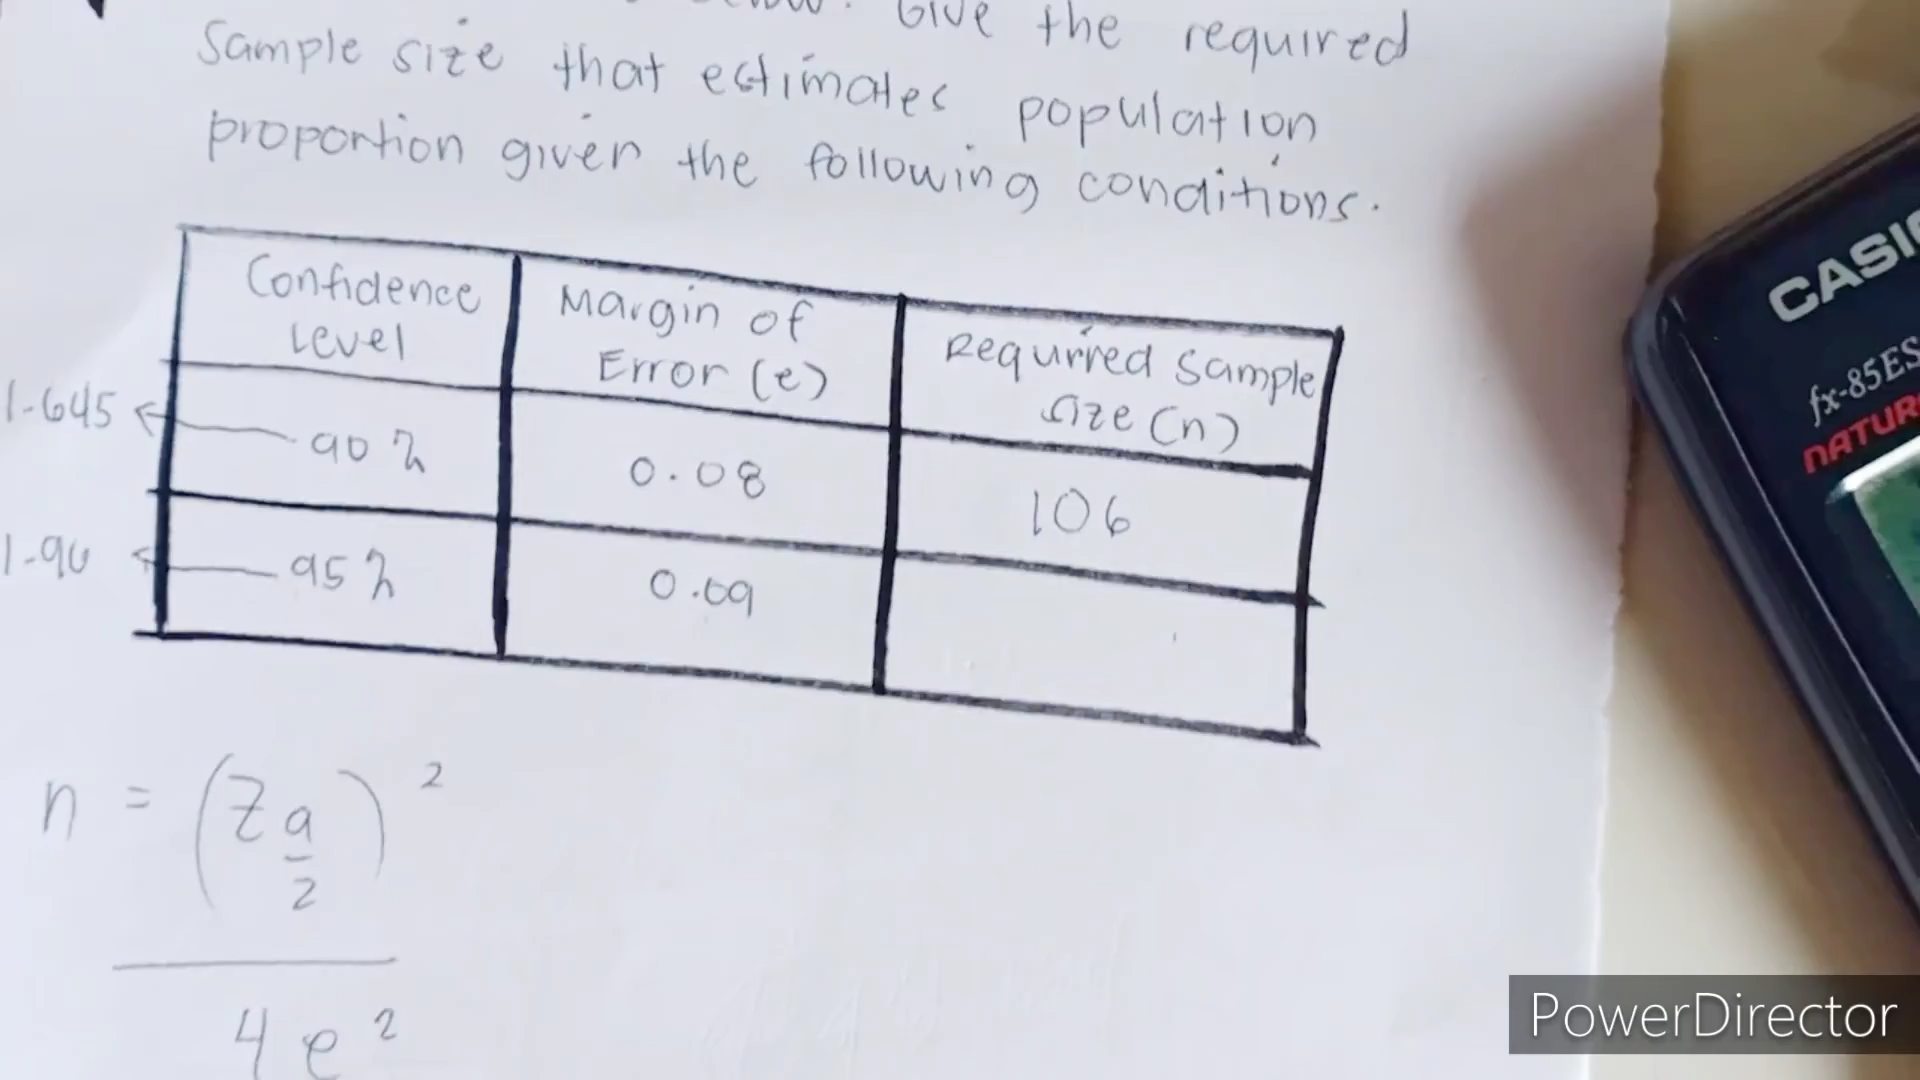 Give the required
sample size that estimates population
proportion given the following conditions.
Confidence Level
Margin of Error (e)
Required Sample size (n)
1.645
90 %
0.08
106
1.96
95 %
0.09
n = (Z a/2)²
4e²
CASIO
fx-85ES
NATUR
PowerDirector